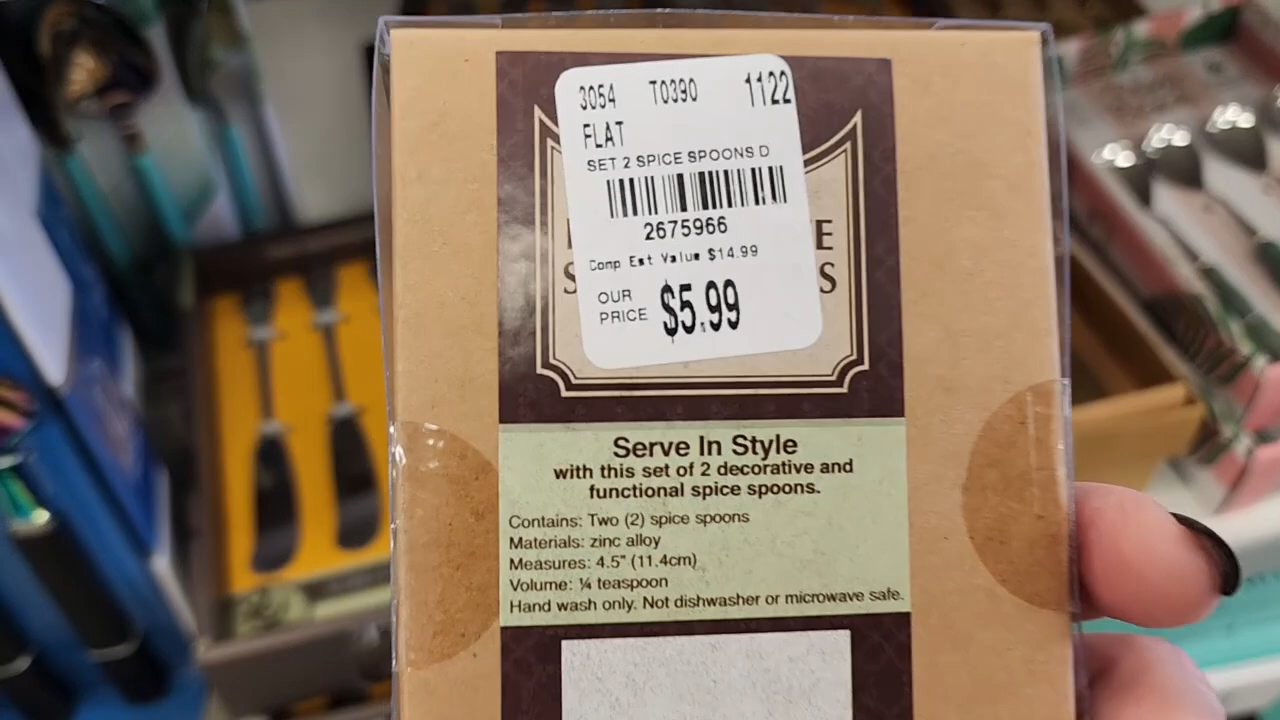 3054 T0390 1122
FLAT
SET 2 SPICE SPOONS D
2675966
Comp Est Value $14.99
OUR PRICE $5.99
Serve In Style
with this set of 2 decorative and
functional spice spoons.
Contains: Two (2) spice spoons
Materials: zinc alloy
Measures: 4.5" (11.4cm)
Volume: ¼ teaspoon
Hand wash only. Not dishwasher or microwave safe.